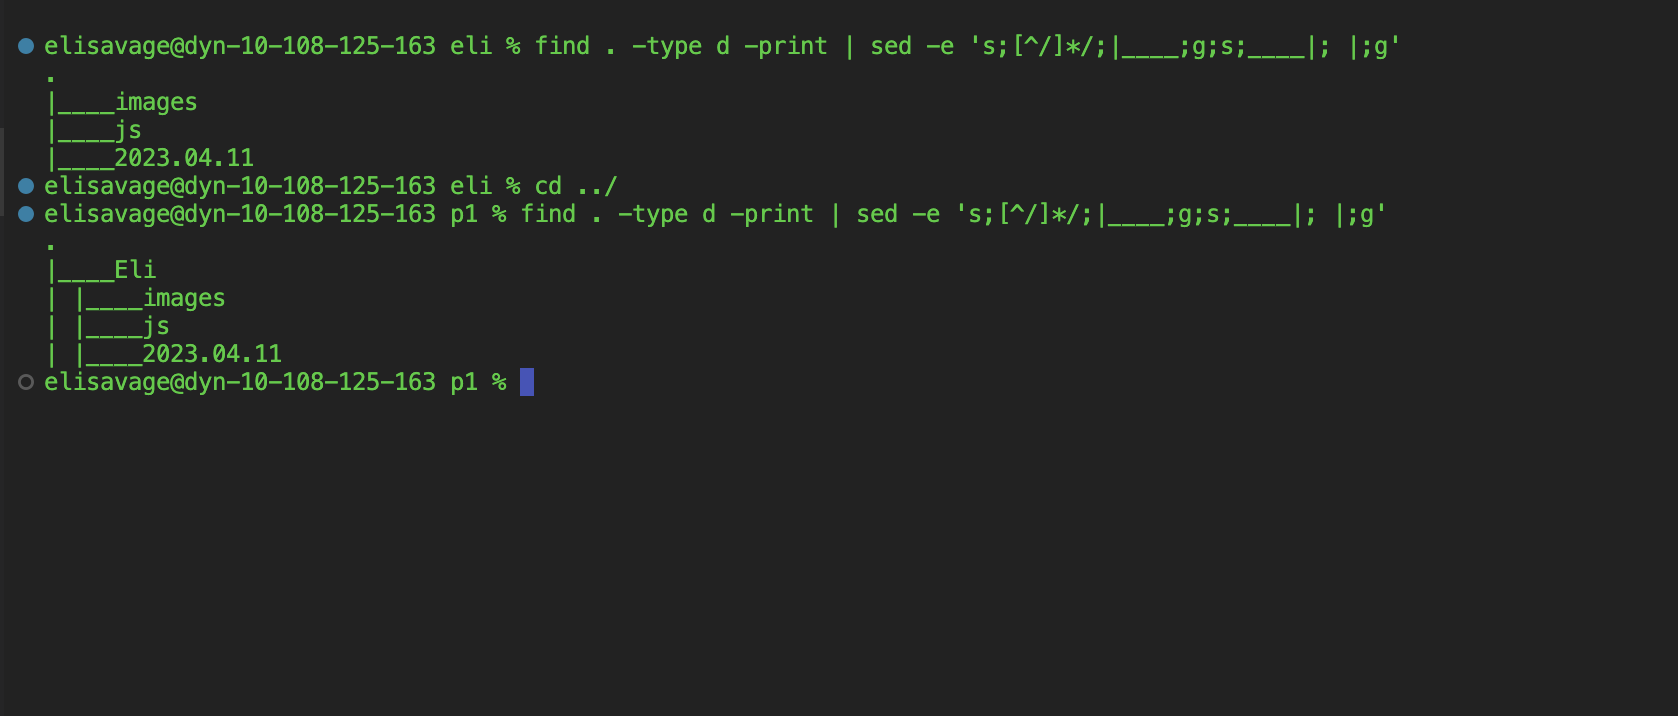 elisavage@dyn-10-108-125-163 eli % find . -type d -print | sed -e 's;[^/]*/;|____;g;s;____|; |;g'
.
|____images
|____js
|____2023.04.11
elisavage@dyn-10-108-125-163 eli % cd ../
elisavage@dyn-10-108-125-163 p1 % find . -type d -print | sed -e 's;[^/]*/;|____;g;s;____|; |;g'
.
|____Eli
| |____images
| |____js
| |____2023.04.11
elisavage@dyn-10-108-125-163 p1 %